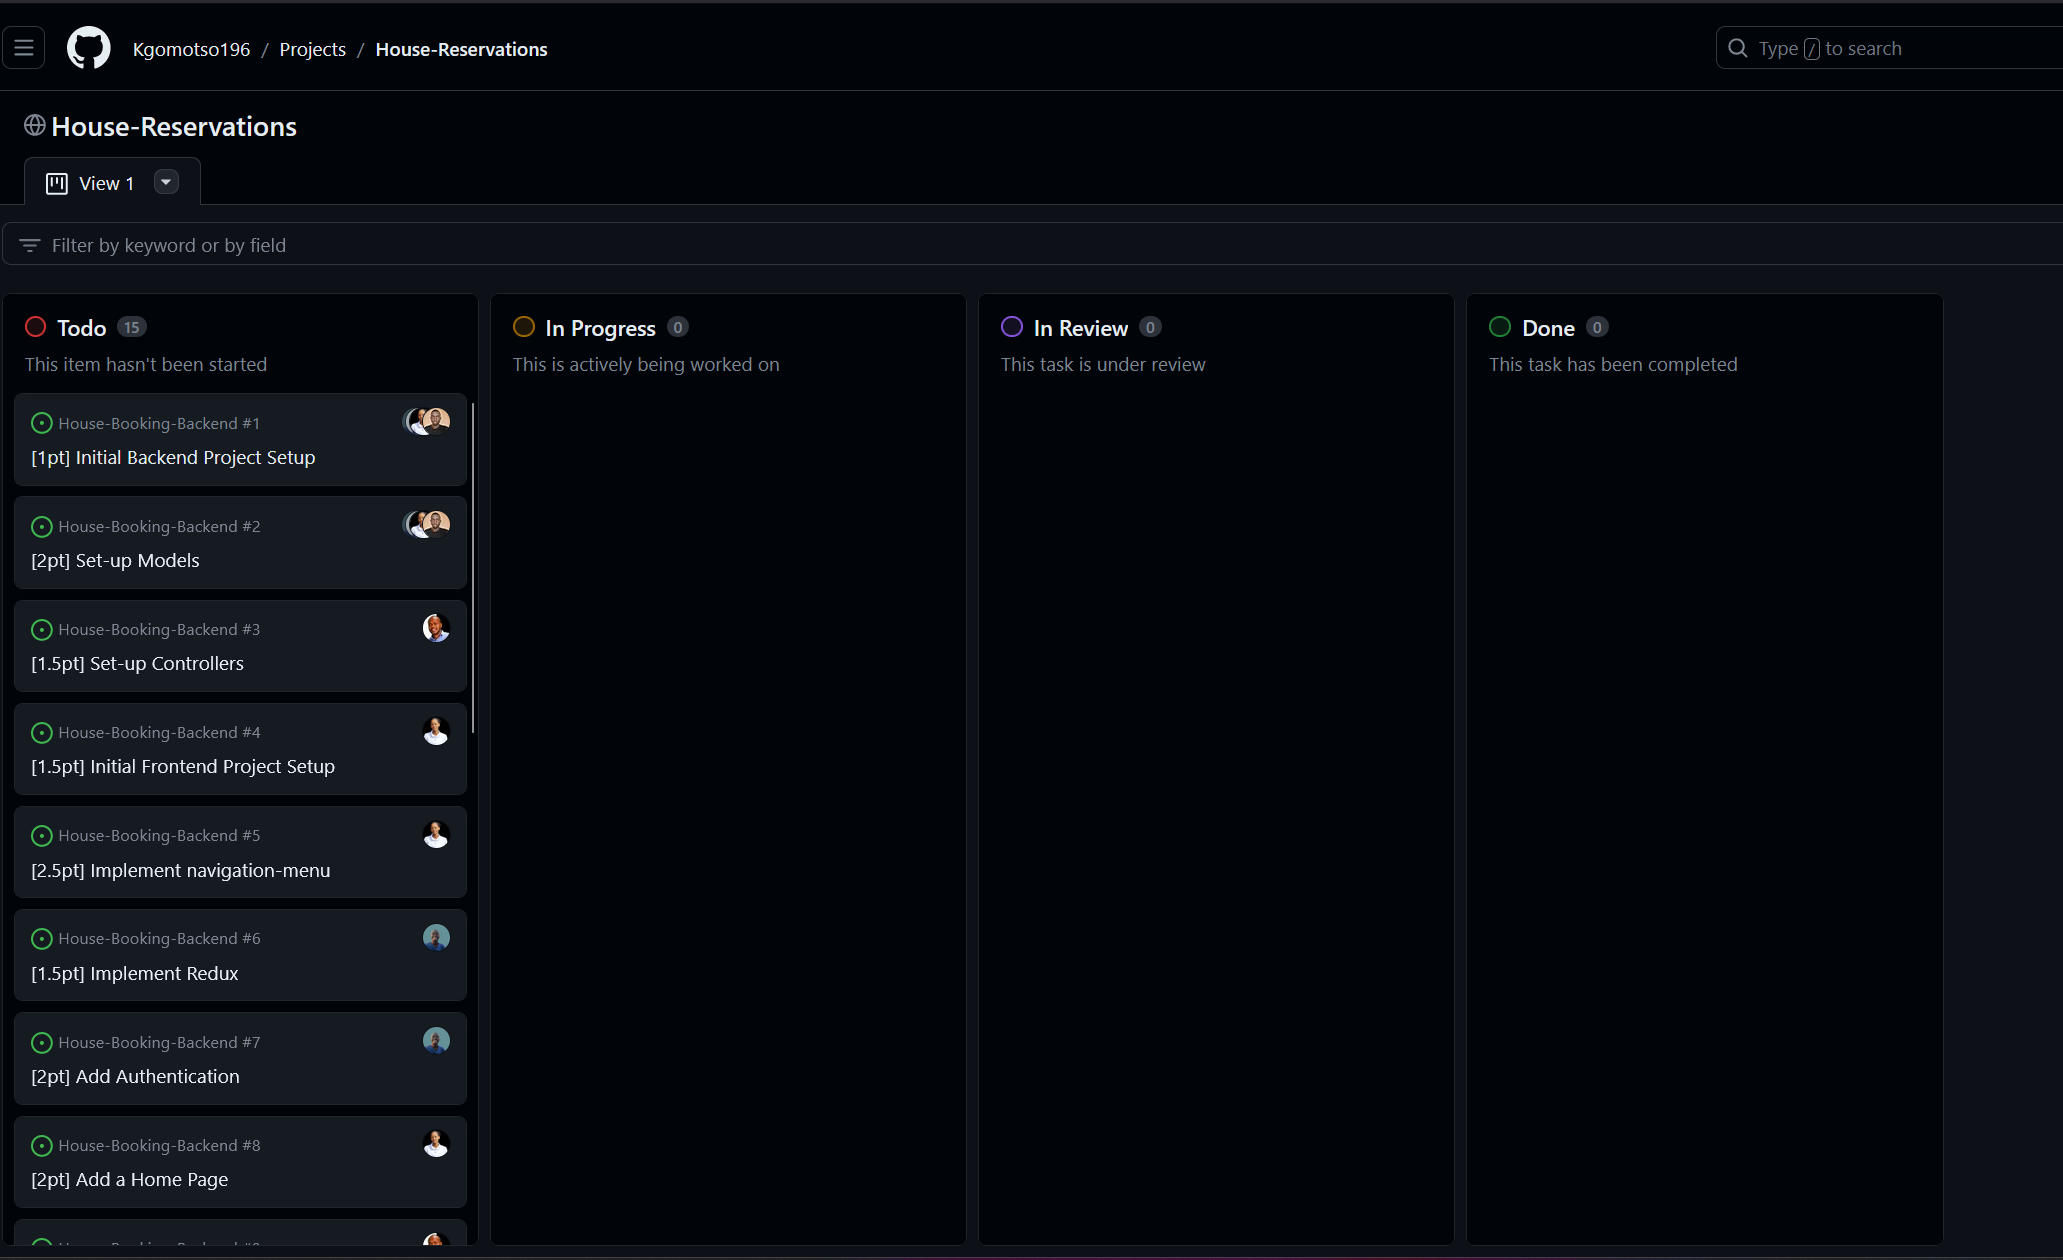 Kgomotso196 / Projects / House-Reservations
Type / to search
House-Reservations
View 1
Filter by keyword or by field
Todo 15
This item hasn't been started
House-Booking-Backend #1
[1pt] Initial Backend Project Setup
House-Booking-Backend #2
[2pt] Set-up Models
House-Booking-Backend #3
[1.5pt] Set-up Controllers
House-Booking-Backend #4
[1.5pt] Initial Frontend Project Setup
House-Booking-Backend #5
[2.5pt] Implement navigation-menu
House-Booking-Backend #6
[1.5pt] Implement Redux
House-Booking-Backend #7
[2pt] Add Authentication
House-Booking-Backend #8
[2pt] Add a Home Page
In Progress 0
This is actively being worked on
In Review 0
This task is under review
Done 0
This task has been completed